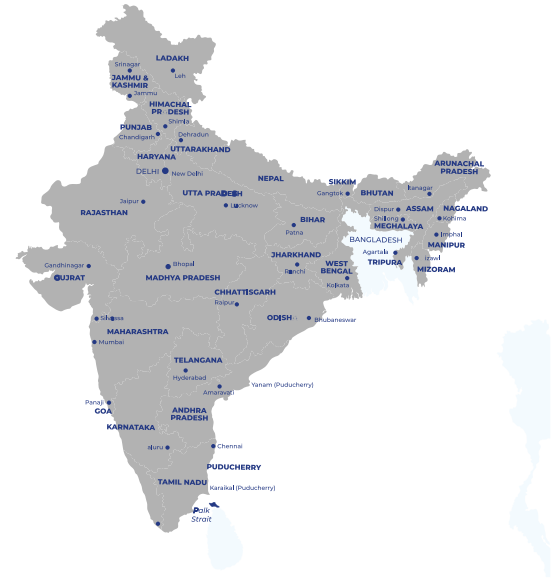 LADAKH
Srinagar
Leh
JAMMU &
KASHMIR
Jammu
HIMACHAL
PR DESH
Shimla
PUNJAB
Chandigarh
Dehradun
UTTARAKHAND
HARYANA
DELHI
New Delhi
NEPAL
SIKKIM
Gangtok
BHUTAN
ARUNACHAL
PRADESH
Itanagar
UTTA PRADESH
Lucknow
Jaipur
RAJASTHAN
Dispur
ASSAM
NAGALAND
Shillong
Kohima
MEGHALAYA
BIHAR
Patna
Imphal
MANIPUR
BANGLADESH
Agartala
TRIPURA
izawl
MIZORAM
JHARKHAND
Ranchi
WEST
BENGAL
Kolkata
Gandhinagar
GUJRAT
Bhopal
MADHYA PRADESH
CHHATTISGARH
Raipur
ODISH
Bhubaneswar
Silvassa
MAHARASHTRA
Mumbai
TELANGANA
Hyderabad
Amaravati
Yanam (Puducherry)
Panaji
GOA
KARNATAKA
ANDHRA
PRADESH
aluru
Chennai
PUDUCHERRY
TAMIL NADU
Karaikal (Puducherry)
Palk
Strait